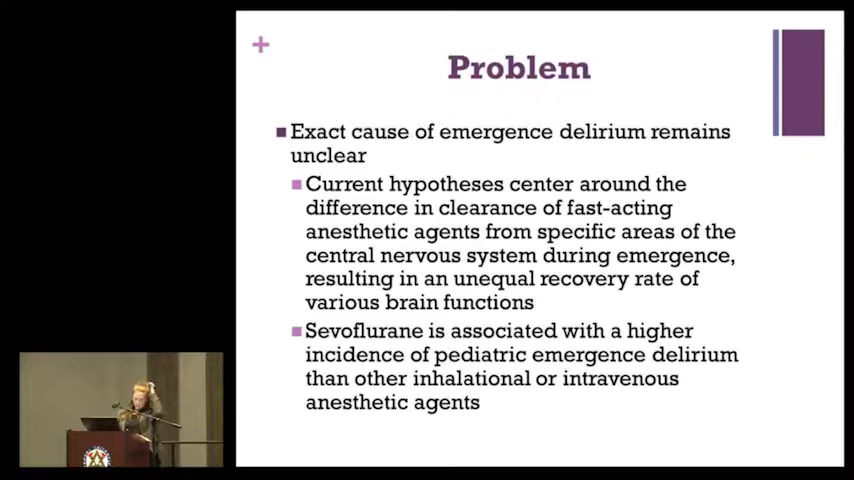 +
Problem
Exact cause of emergence delirium remains
unclear
Current hypotheses center around the
difference in clearance of fast-acting
anesthetic agents from specific areas of the
central nervous system during emergence,
resulting in an unequal recovery rate of
various brain functions
Sevoflurane is associated with a higher
incidence of pediatric emergence delirium
than other inhalational or intravenous
anesthetic agents